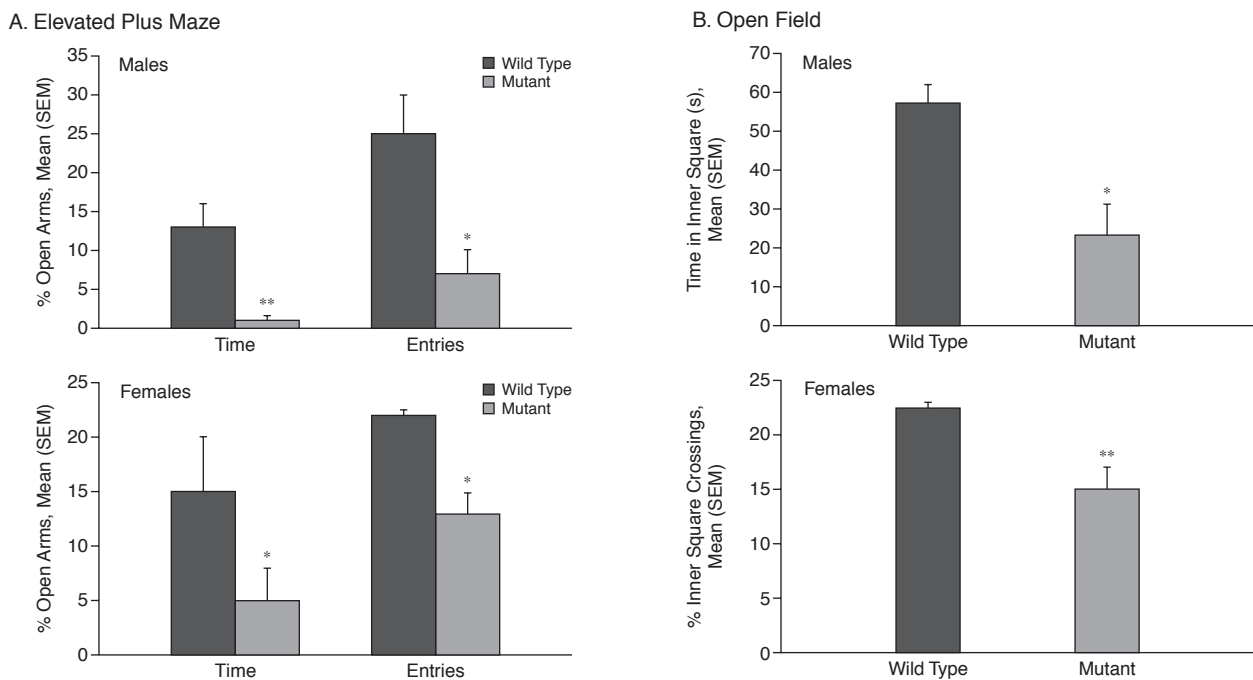 A. Elevated Plus Maze
% Open Arms, Mean (SEM)
35
30
25
20
15
10
5
0
Males
Wild Type
Mutant
**
*
Time
Entries
% Open Arms, Mean (SEM)
25
20
15
10
5
0
Females
Wild Type
Mutant
*
*
Time
Entries
B. Open Field
Time in Inner Square (s),
Mean (SEM)
70
60
50
40
30
20
10
0
Males
*
Wild Type
Mutant
% Inner Square Crossings,
Mean (SEM)
25
20
15
10
5
0
Females
**
Wild Type
Mutant